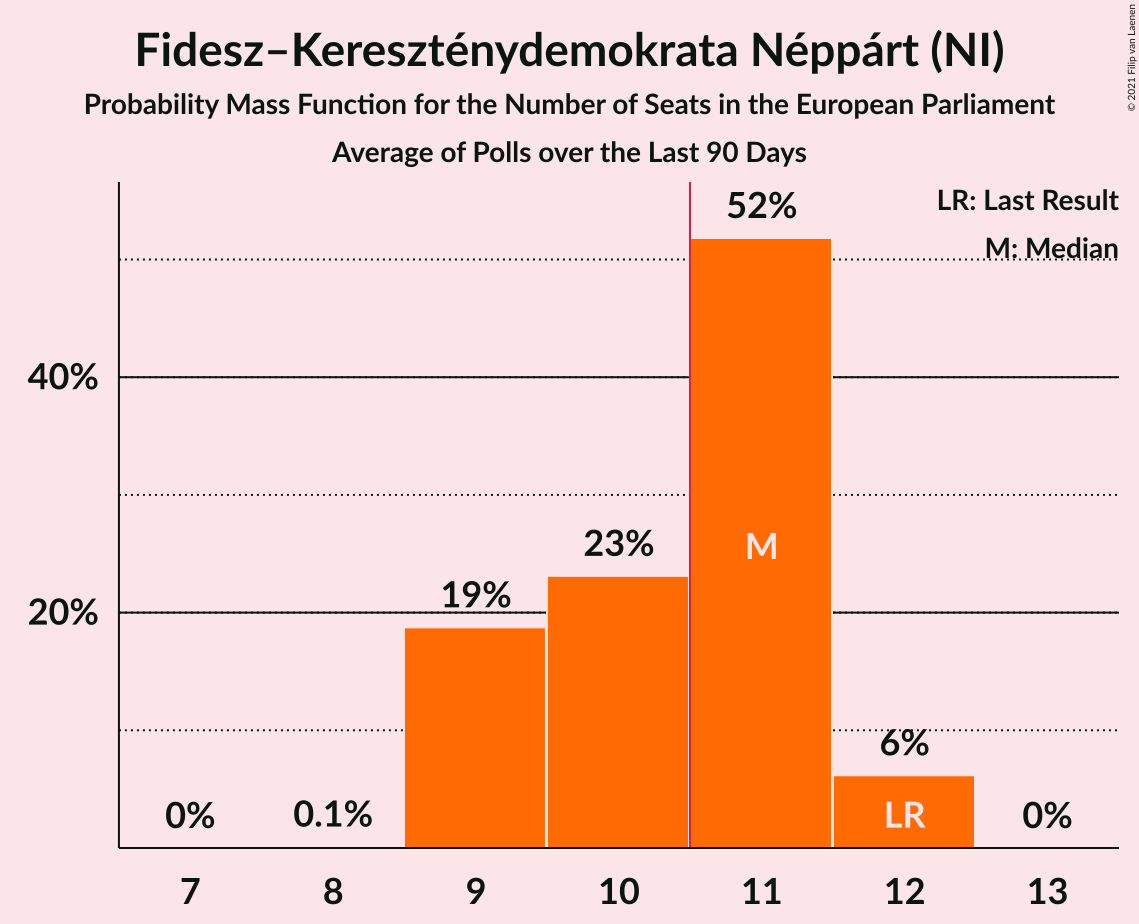 Fidesz–Kereszténydemokrata Néppárt (NI)
Probability Mass Function for the Number of Seats in the European Parliament
Average of Polls over the Last 90 Days
© 2021 Filip van Laenen
LR: Last Result
M: Median
52%
40%
23%
M
19%
20%
6%
0%
0.1%
LR
0%
7
8
9
10
11
12
13